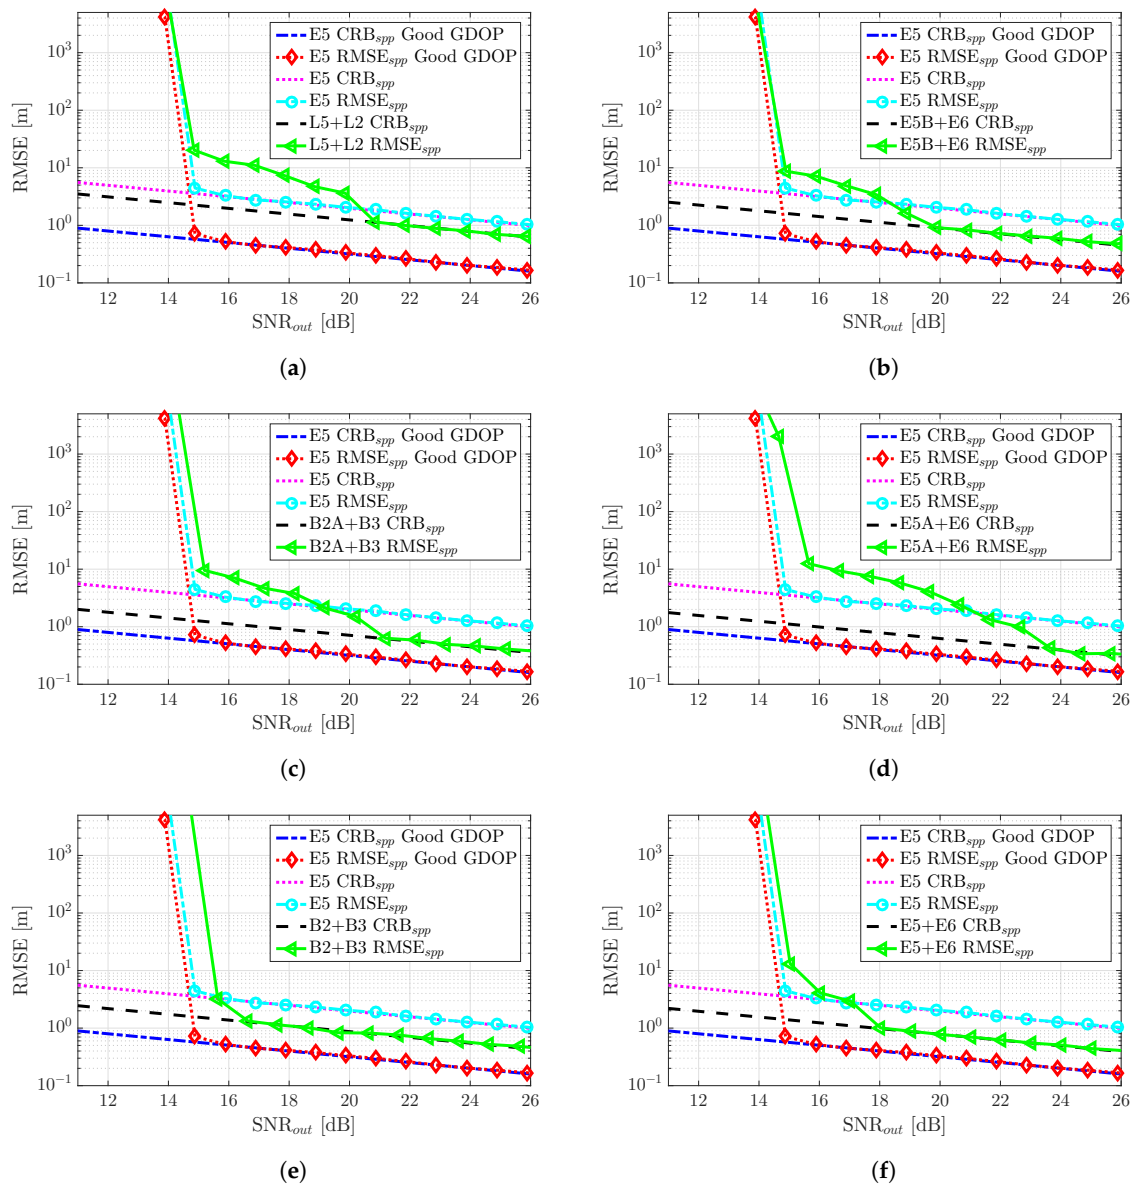 10^3
10^2
10^1
10^0
10^-1
RMSE [m]
12 14 16 18 20 22 24 26
SNR_out [dB]
E5 CRB_spp Good GDOP
E5 RMSE_spp Good GDOP
E5 CRB_spp
E5 RMSE_spp
L5+L2 CRB_spp
L5+L2 RMSE_spp
(a)
10^3
10^2
10^1
10^0
10^-1
RMSE [m]
12 14 16 18 20 22 24 26
SNR_out [dB]
E5 CRB_spp Good GDOP
E5 RMSE_spp Good GDOP
E5 CRB_spp
E5 RMSE_spp
E5B+E6 CRB_spp
E5B+E6 RMSE_spp
(b)
10^3
10^2
10^1
10^0
10^-1
RMSE [m]
12 14 16 18 20 22 24 26
SNR_out [dB]
E5 CRB_spp Good GDOP
E5 RMSE_spp Good GDOP
E5 CRB_spp
E5 RMSE_spp
B2A+B3 CRB_spp
B2A+B3 RMSE_spp
(c)
10^3
10^2
10^1
10^0
10^-1
RMSE [m]
12 14 16 18 20 22 24 26
SNR_out [dB]
E5 CRB_spp Good GDOP
E5 RMSE_spp Good GDOP
E5 CRB_spp
E5 RMSE_spp
E5A+E6 CRB_spp
E5A+E6 RMSE_spp
(d)
10^3
10^2
10^1
10^0
10^-1
RMSE [m]
12 14 16 18 20 22 24 26
SNR_out [dB]
E5 CRB_spp Good GDOP
E5 RMSE_spp Good GDOP
E5 CRB_spp
E5 RMSE_spp
B2+B3 CRB_spp
B2+B3 RMSE_spp
(e)
10^3
10^2
10^1
10^0
10^-1
RMSE [m]
12 14 16 18 20 22 24 26
SNR_out [dB]
E5 CRB_spp Good GDOP
E5 RMSE_spp Good GDOP
E5 CRB_spp
E5 RMSE_spp
E5+E6 CRB_spp
E5+E6 RMSE_spp
(f)